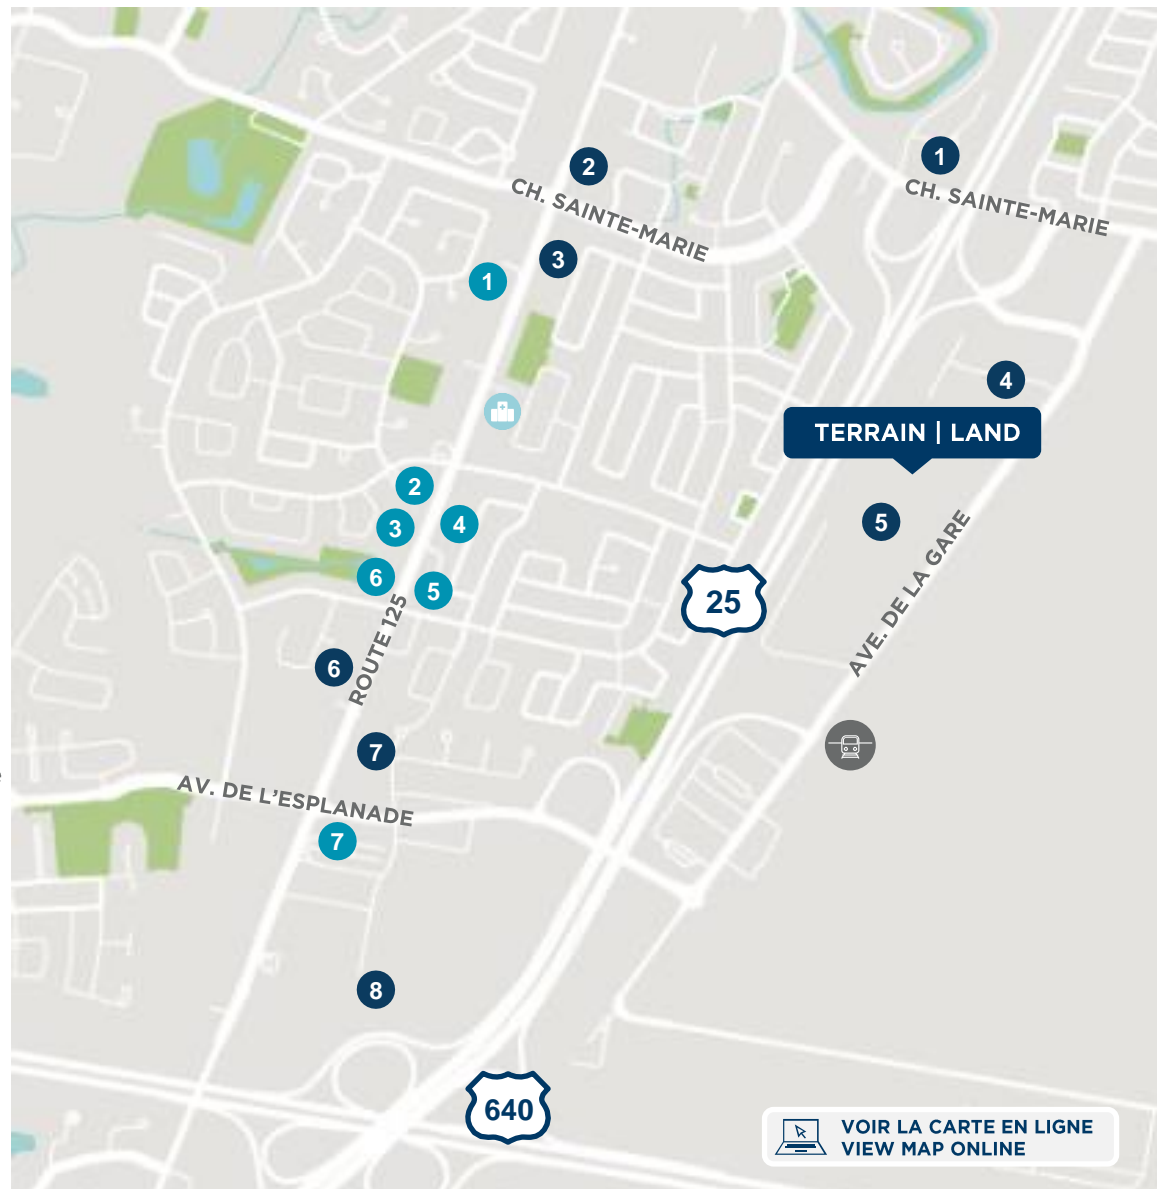 1
2
CH. SAINTE-MARIE
CH. SAINTE-MARIE
3
1
4
TERRAIN | LAND
2
3
4
5
AVE. DE LA GARE
6
5
25
ROUTE 125
6
7
AV. DE L'ESPLANADE
7
8
640
VOIR LA CARTE EN LIGNE
VIEW MAP ONLINE